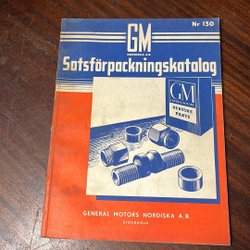 Nr 130
GM
Satsförpackningskatalog
GM
GENUINE
PARTS
GENERAL MOTORS NORDISKA A.B.
STOCKHOLM